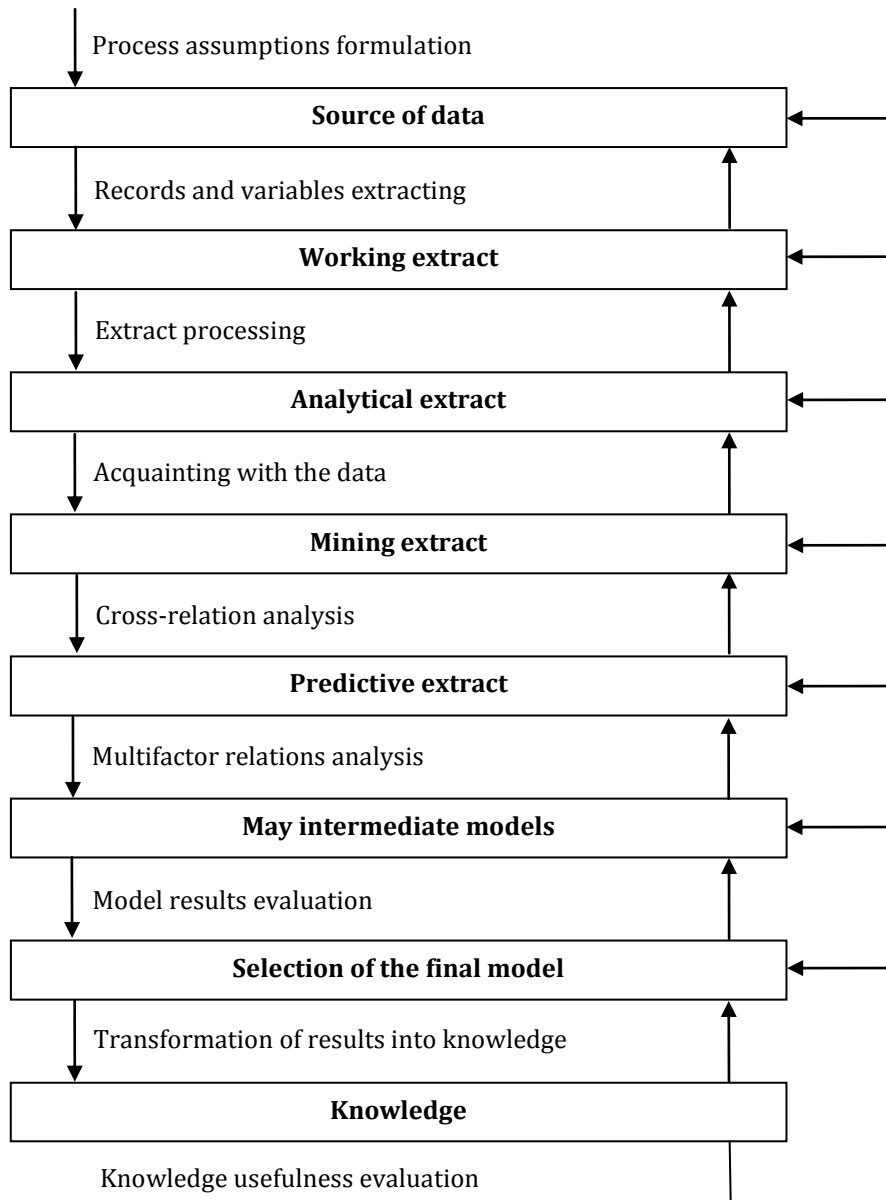 Process assumptions formulation
Source of data
Records and variables extracting
Working extract
Extract processing
Analytical extract
Acquainting with the data
Mining extract
Cross-relation analysis
Predictive extract
Multifactor relations analysis
May intermediate models
Model results evaluation
Selection of the final model
Transformation of results into knowledge
Knowledge
Knowledge usefulness evaluation